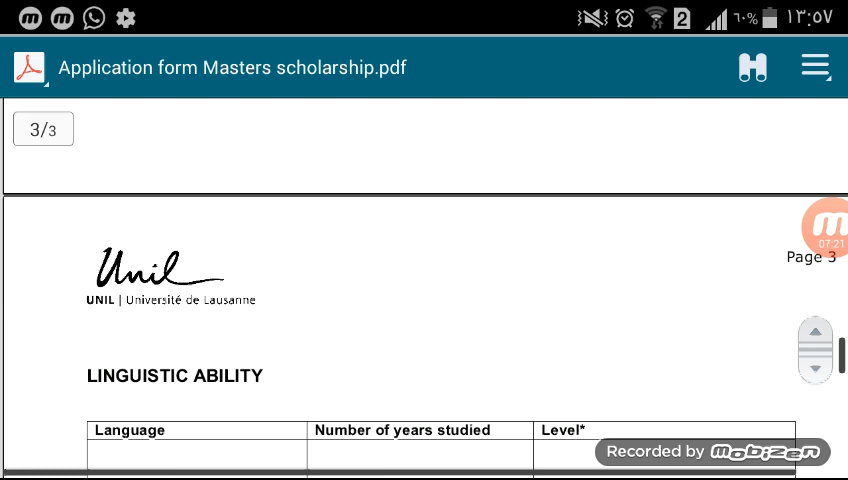 ٦٠% ١٣:٥٧
2
Application form Masters scholarship.pdf
3/3
07:21
Page 3
Unil
UNIL | Université de Lausanne
LINGUISTIC ABILITY
Language Number of years studied Level*
Recorded by mobizen